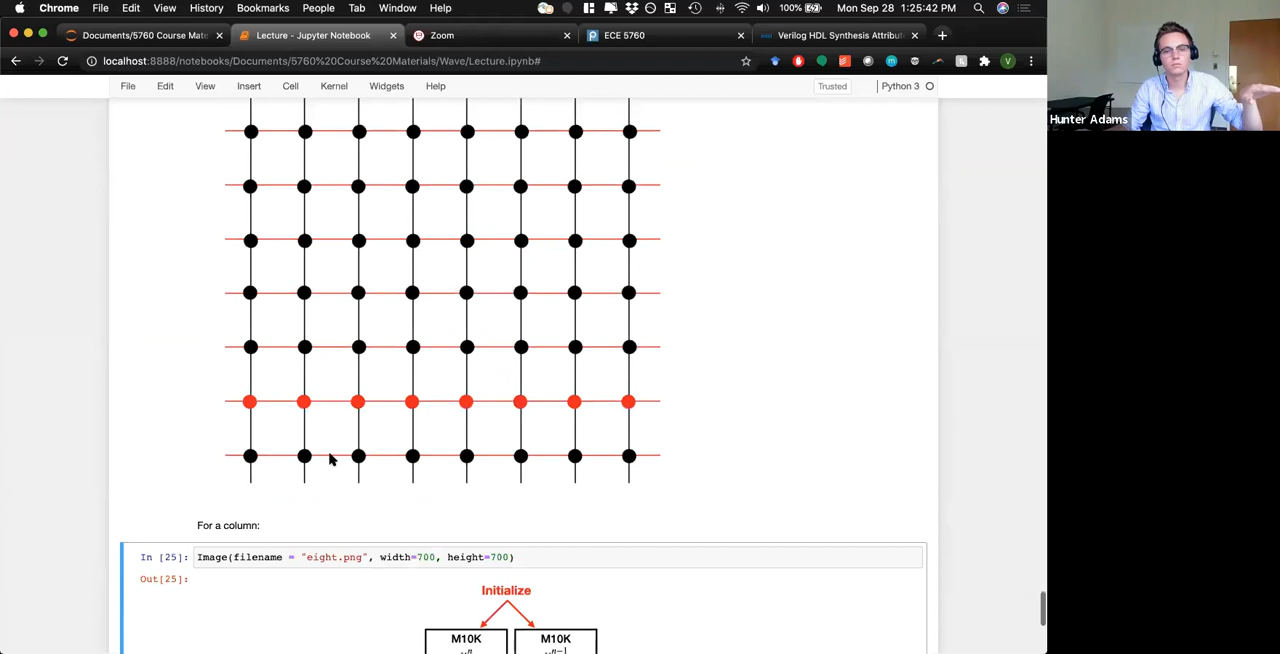 Chrome File Edit View History Bookmarks People Tab Window Help 100% Mon Sep 28 1:25:42 PM
Documents/5760 Course Mate Lecture - Jupyter Notebook Zoom ECE 5760 Verilog HDL Synthesis Attribut
localhost:8888/notebooks/Documents/5760%20Course%20Materials/Wave/Lecture.ipynb#
File Edit View Insert Cell Kernel Widgets Help Trusted Python 3
Hunter Adams
For a column:
In [25]: Image(filename = "eight.png", width=700, height=700)
Out[25]:
Initialize
M10K M10K